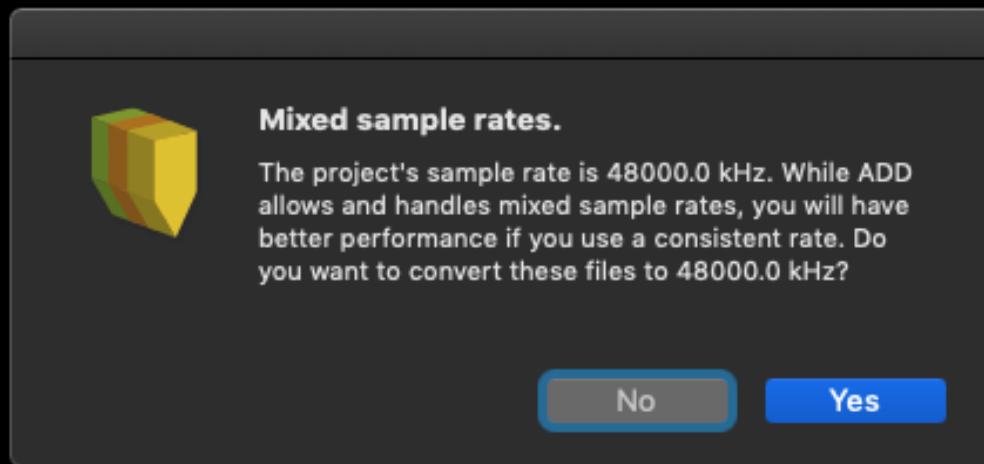 Mixed sample rates.
The project's sample rate is 48000.0 kHz. While ADD
allows and handles mixed sample rates, you will have
better performance if you use a consistent rate. Do
you want to convert these files to 48000.0 kHz?
No
Yes